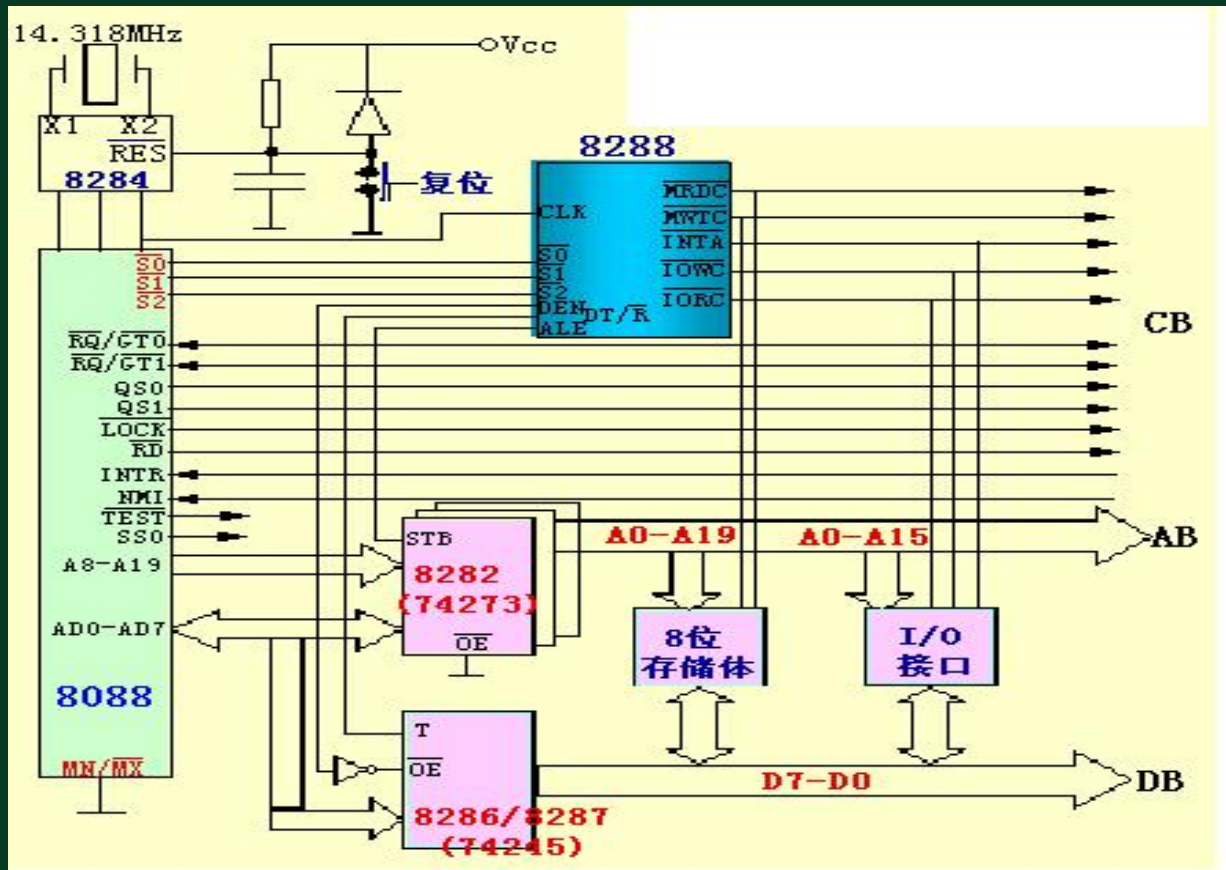 14.318MHz
Vcc
X1 X2
RES
8284
复位
8288
CLK
S0
S1
S2
DEN
DT/R
ALE
MRDC
MWTC
INTA
IOWC
IORC
CB
S0
S1
S2
RQ/GT0
RQ/GT1
QS0
QS1
LOCK
RD
INTR
NMI
TEST
SS0
A8-A19
AD0-AD7
8088
MN/MX
STB
8282
(74273)
OE
A0-A19
A0-A15
AB
8位
存储体
I/O
接口
T
OE
8286/8287
(74245)
D7-D0
DB